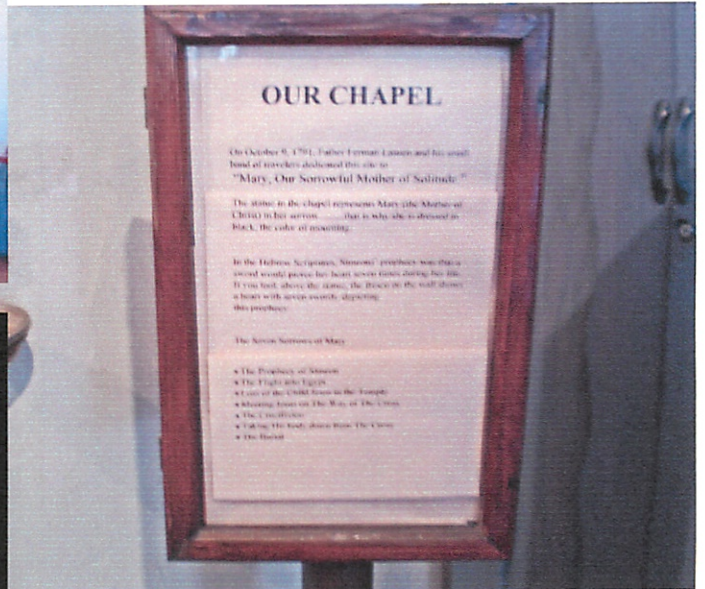 OUR CHAPEL
On October 9, 1791, Father Ferman Lasuen and his small
band of travelers dedicated this site to
"Mary, Our Sorrowful Mother of Solitude."
The statue in the chapel represents Mary (the Mother of
Christ) in her sorrow ........that is why she is dressed in
black, the color of mourning.
In the Hebrew Scriptures, prophecy was that a
sword would pierce her heart seven times during her life.
If you look above the statue, the fresco on the wall shows
a heart with seven swords depicting
this prophecy.
The Seven Sorrows of Mary
• The Prophecy of Simeon
• The Flight into Egypt
• Loss of the Child Jesus in the Temple
• Meeting Jesus on The Way of The Cross
• The Crucifixion
• Taking The body down from The Cross
• The Burial